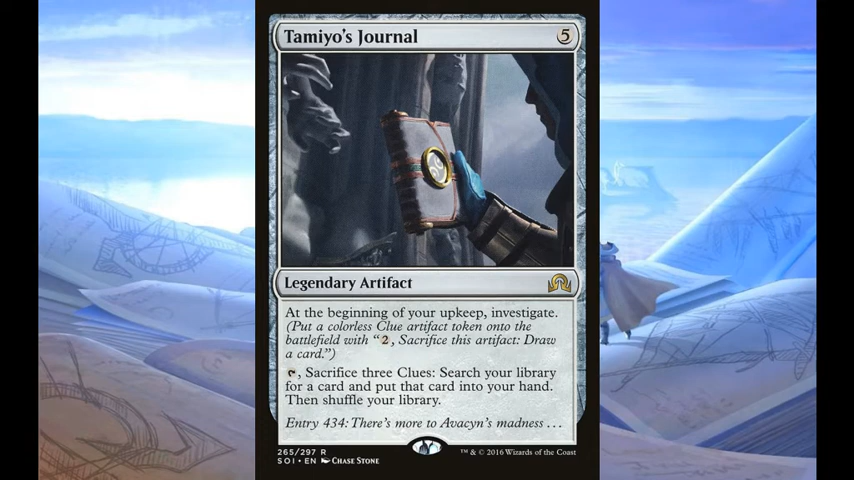 Tamiyo's Journal 5
Legendary Artifact
At the beginning of your upkeep, investigate.
(Put a colorless Clue artifact token onto the
battlefield with “2, Sacrifice this artifact: Draw
a card.”)
, Sacrifice three Clues: Search your library
for a card and put that card into your hand.
Then shuffle your library.
Entry 434: There's more to Avacyn's madness . . .
265/297 R
SOI • EN Chase Stone
™ & © 2016 Wizards of the Coast